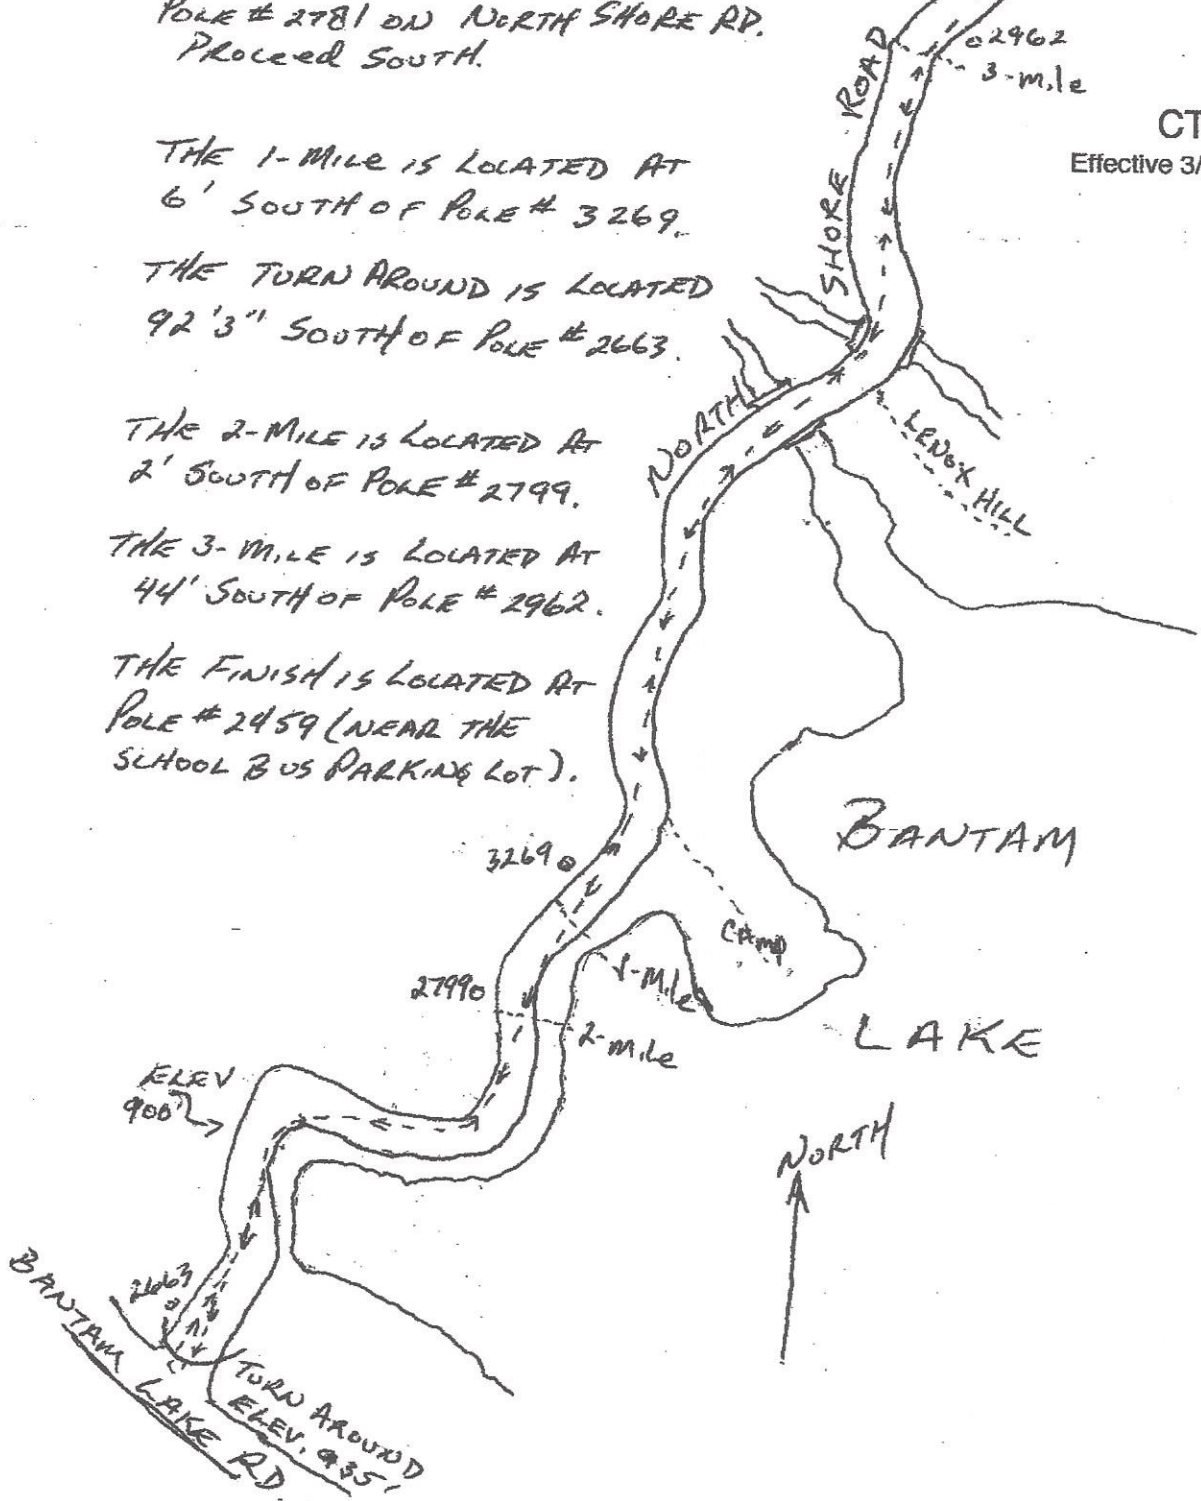 POLE # 2781 ON NORTH SHORE RD.
PROCEED SOUTH.
THE 1-MILE IS LOCATED AT
6' SOUTH OF POLE # 3269.
THE TURN AROUND IS LOCATED
92'3" SOUTH OF POLE # 2663.
THE 2-MILE IS LOCATED AT
2' SOUTH OF POLE # 2799.
THE 3-MILE IS LOCATED AT
44' SOUTH OF POLE # 2962.
THE FINISH IS LOCATED AT
POLE # 2459 (NEAR THE
SCHOOL BUS PARKING LOT).
2962
3-mile
CT
Effective 3/
NORTH SHORE ROAD
LENOX HILL
BANTAM
LAKE
3269
CAMP
1-Mile
2799
2-mile
ELEV
900'
NORTH
2663
BANTAM LAKE RD.
TURN AROUND
ELEV. 935'